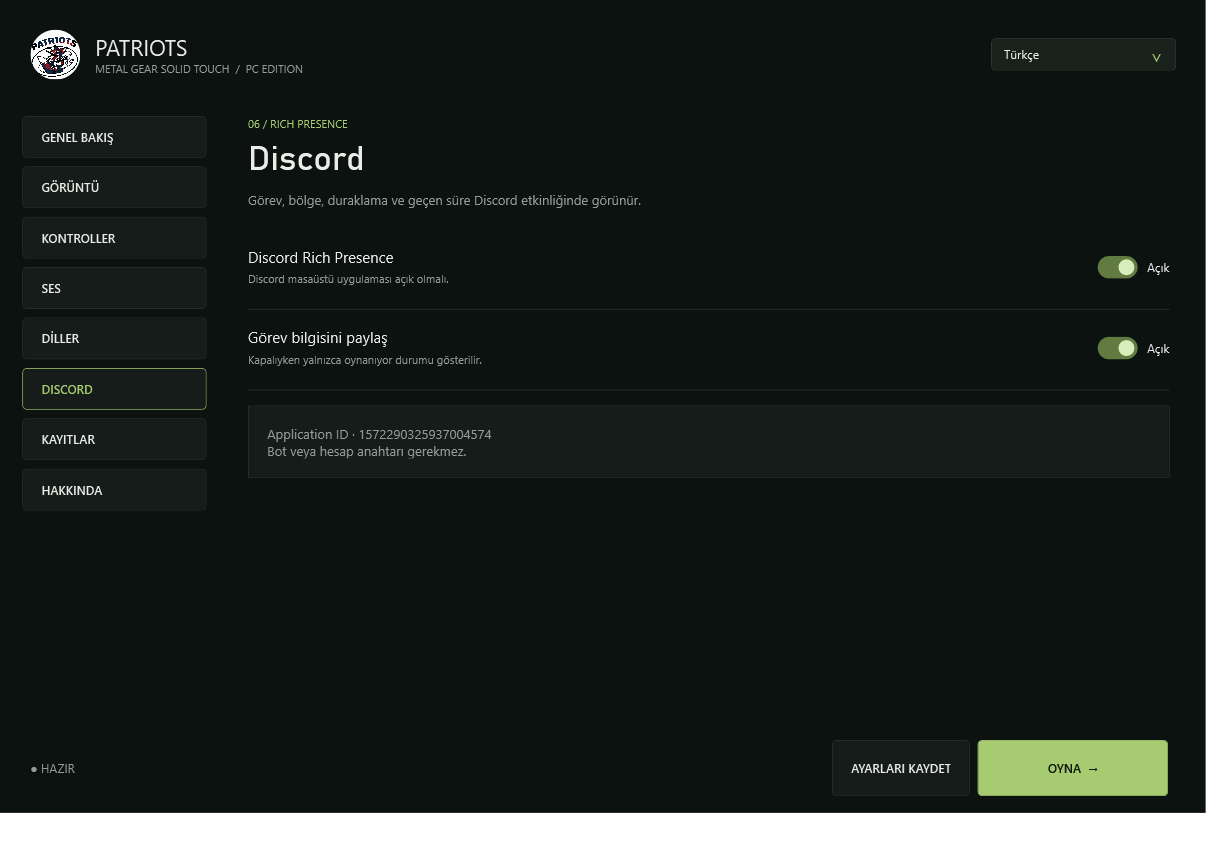 PATRIOTS
PATRIOTS
METAL GEAR SOLID TOUCH / PC EDITION
Türkçe
GENEL BAKIŞ
GÖRÜNTÜ
KONTROLLER
SES
DİLLER
DISCORD
KAYITLAR
HAKKINDA
06 / RICH PRESENCE
Discord
Görev, bölge, duraklama ve geçen süre Discord etkinliğinde görünür.
Discord Rich Presence
Discord masaüstü uygulaması açık olmalı.
Açık
Görev bilgisini paylaş
Kapalıyken yalnızca oynanıyor durumu gösterilir.
Açık
Application ID · 1572290325937004574
Bot veya hesap anahtarı gerekmez.
● HAZIR
AYARLARI KAYDET
OYNA →